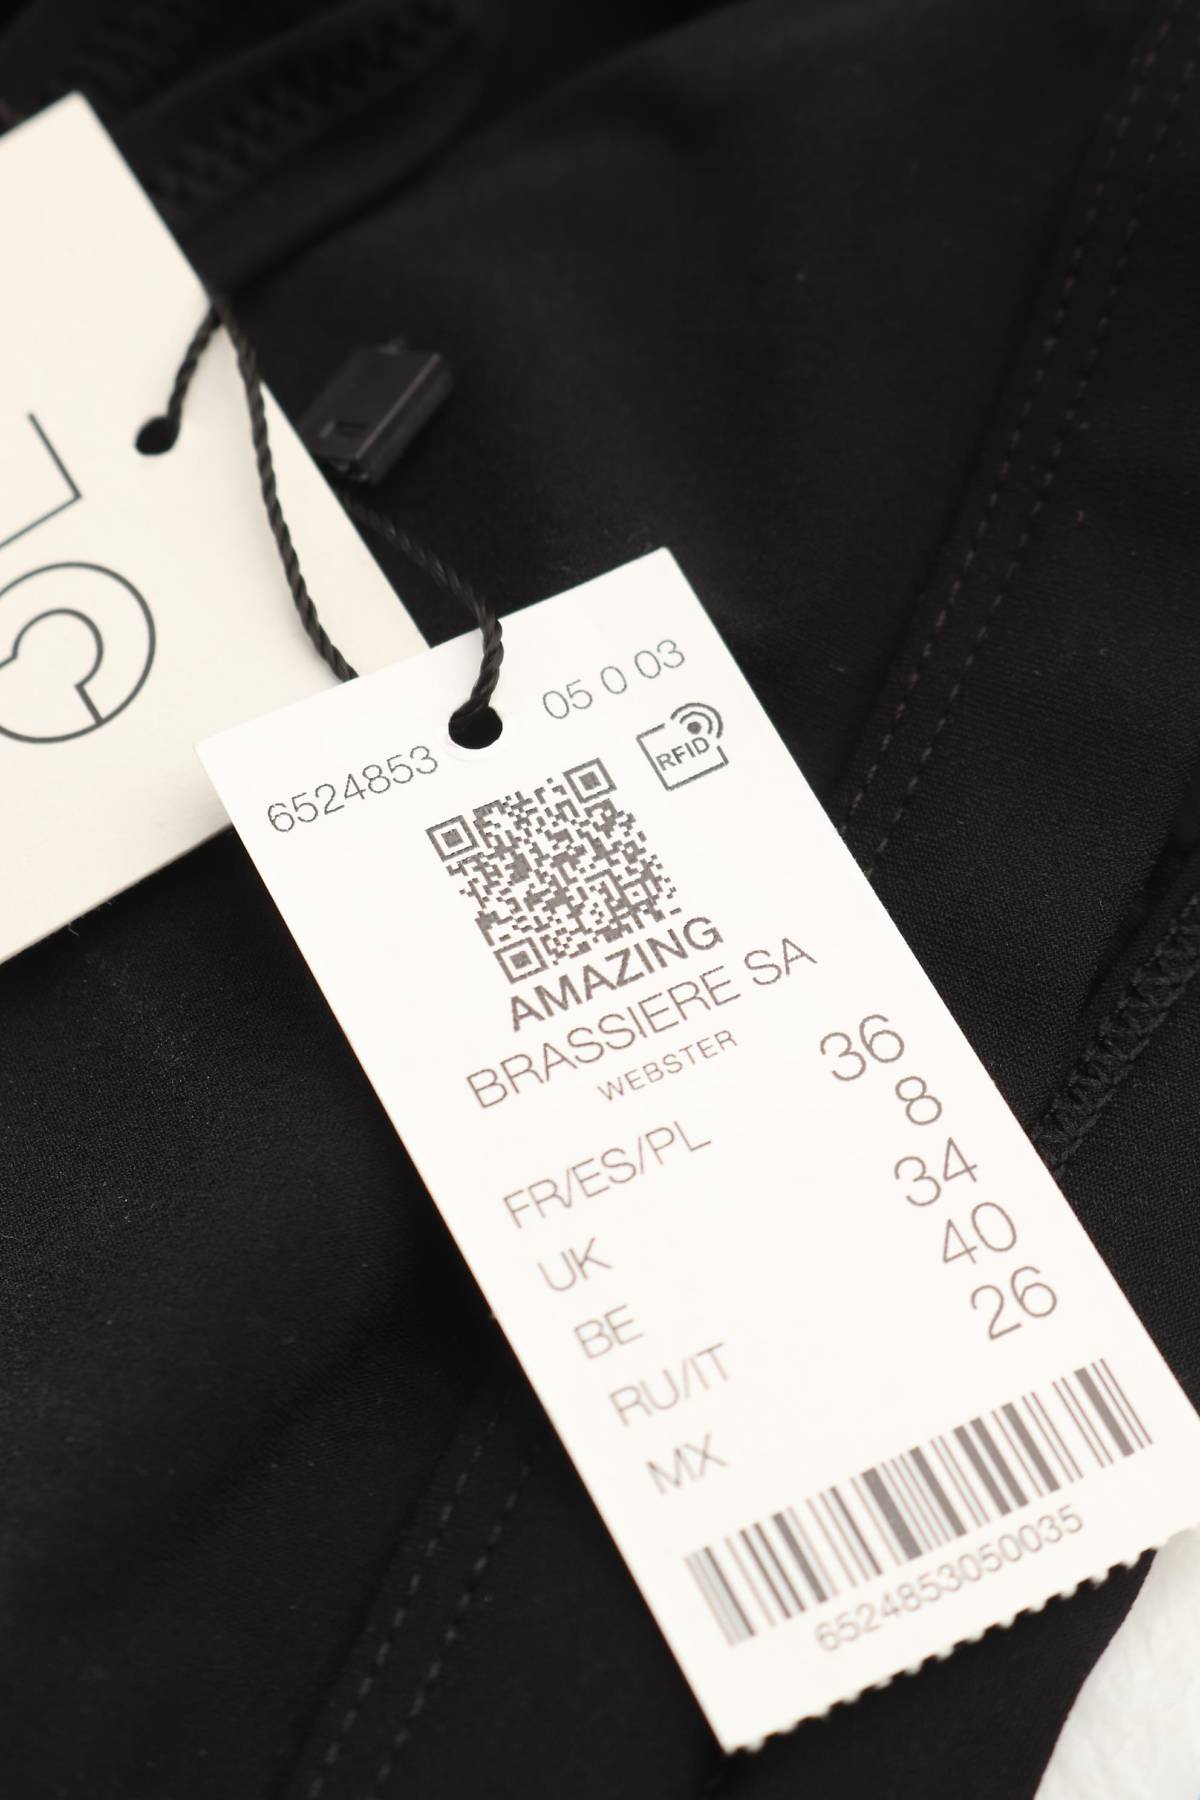 6524853 05 0 03
RFID
AMAZING
BRASSIERE SA
WEBSTER
FR/ES/PL 36
UK 8
BE 34
RU/IT 40
MX 26
6524853050035